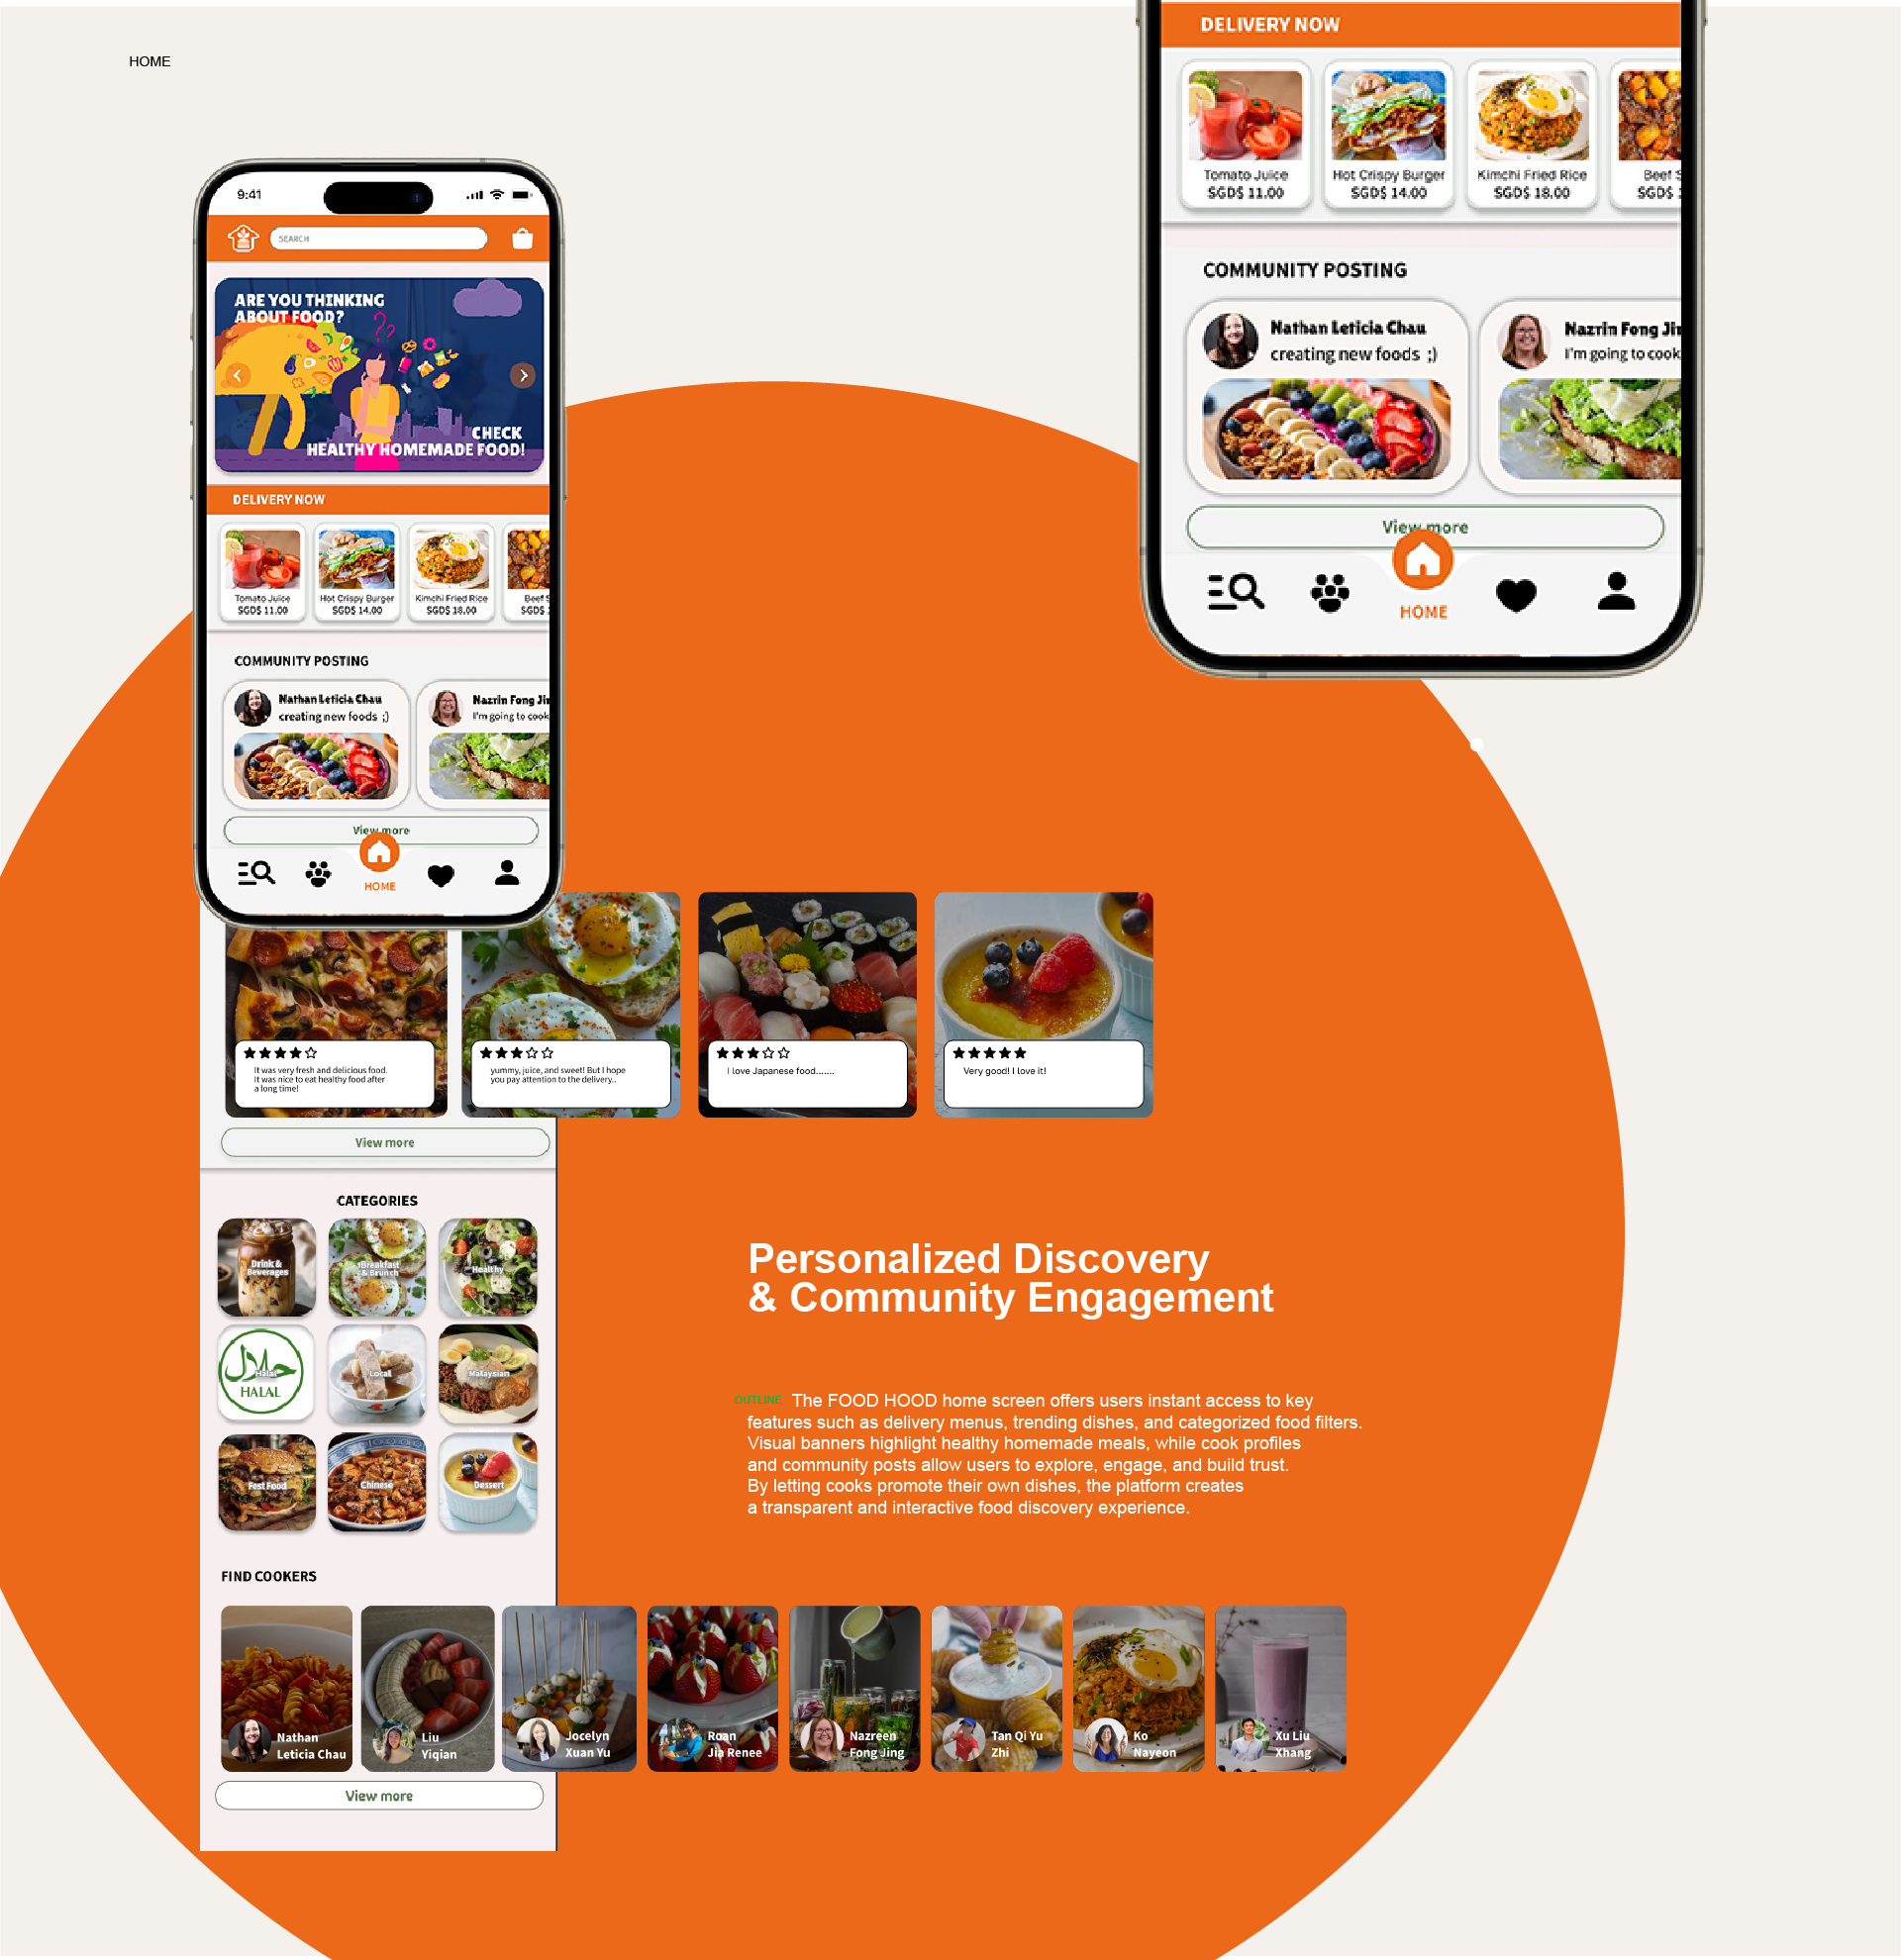 HOME
DELIVERY NOW
Tomato Juice
SGD$ 11.00
Hot Crispy Burger
SGD$ 14.00
Kimchi Fried Rice
SGD$ 18.00
Beef S
SGD$
COMMUNITY POSTING
Nathan Leticia Chau
creating new foods ;)
Nazrin Fong Jin
I'm going to cook
View more
HOME
9:41
SEARCH
ARE YOU THINKING
ABOUT FOOD?
CHECK
HEALTHY HOMEMADE FOOD!
DELIVERY NOW
Tomato Juice
SGD$ 11.00
Hot Crispy Burger
SGD$ 14.00
Kimchi Fried Rice
SGD$ 18.00
Beef S
SGD$
COMMUNITY POSTING
Nathan Leticia Chau
creating new foods ;)
Nazrin Fong Jin
I'm going to cook
View more
HOME
It was very fresh and delicious food.
It was nice to eat healthy food after
a long time!
yummy, juice, and sweet! But I hope
you pay attention to the delivery..
I love Japanese food.......
Very good! I love it!
View more
CATEGORIES
Drink &
Beverages
Breakfast
& Brunch
Healthy
حلال
Halal
HALAL
Local
Malaysian
Fest Food
Chinese
Dessert
Personalized Discovery
& Community Engagement
OUTLINE The FOOD HOOD home screen offers users instant access to key
features such as delivery menus, trending dishes, and categorized food filters.
Visual banners highlight healthy homemade meals, while cook profiles
and community posts allow users to explore, engage, and build trust.
By letting cooks promote their own dishes, the platform creates
a transparent and interactive food discovery experience.
FIND COOKERS
Nathan
Leticia Chau
Liu
Yiqian
Jocelyn
Xuan Yu
Roan
Jia Renee
Nazreen
Fong Jing
Tan Qi Yu
Zhi
Ko
Nayeon
Xu Liu
Xhang
View more